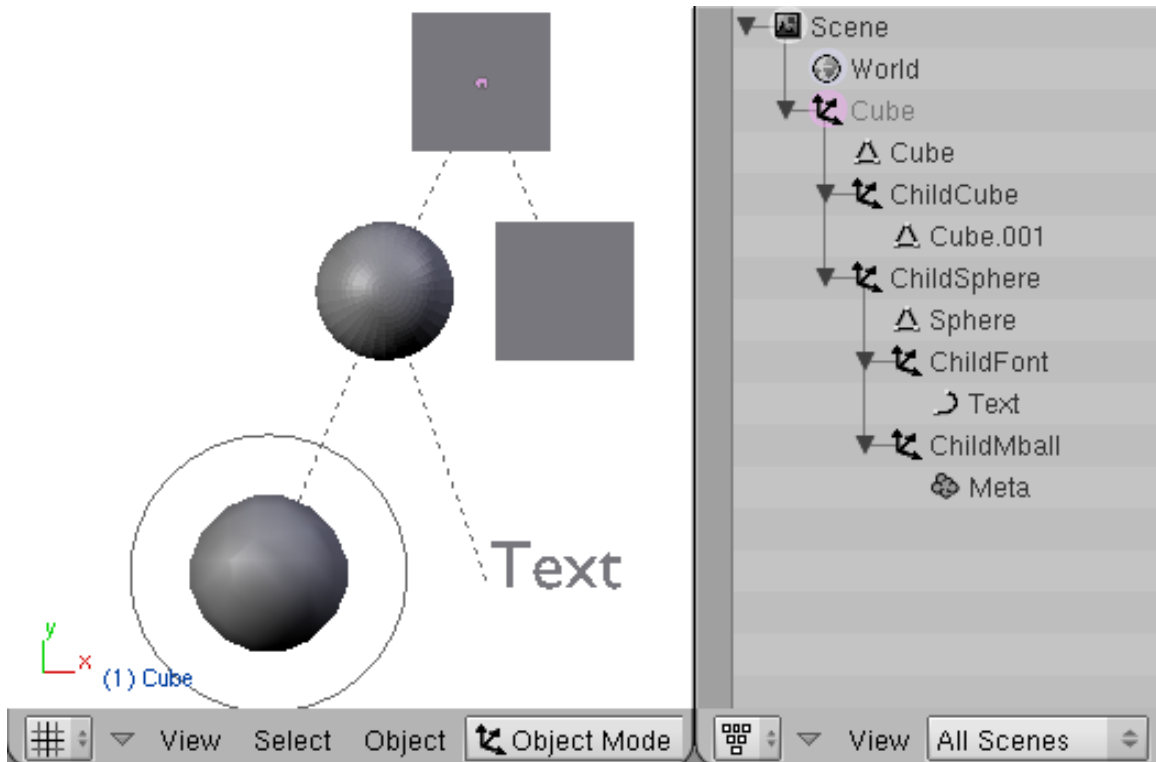 Text
y
x
(1) Cube
View Select Object Object Mode
Scene
World
Cube
Cube
ChildCube
Cube.001
ChildSphere
Sphere
ChildFont
Text
ChildMball
Meta
View All Scenes